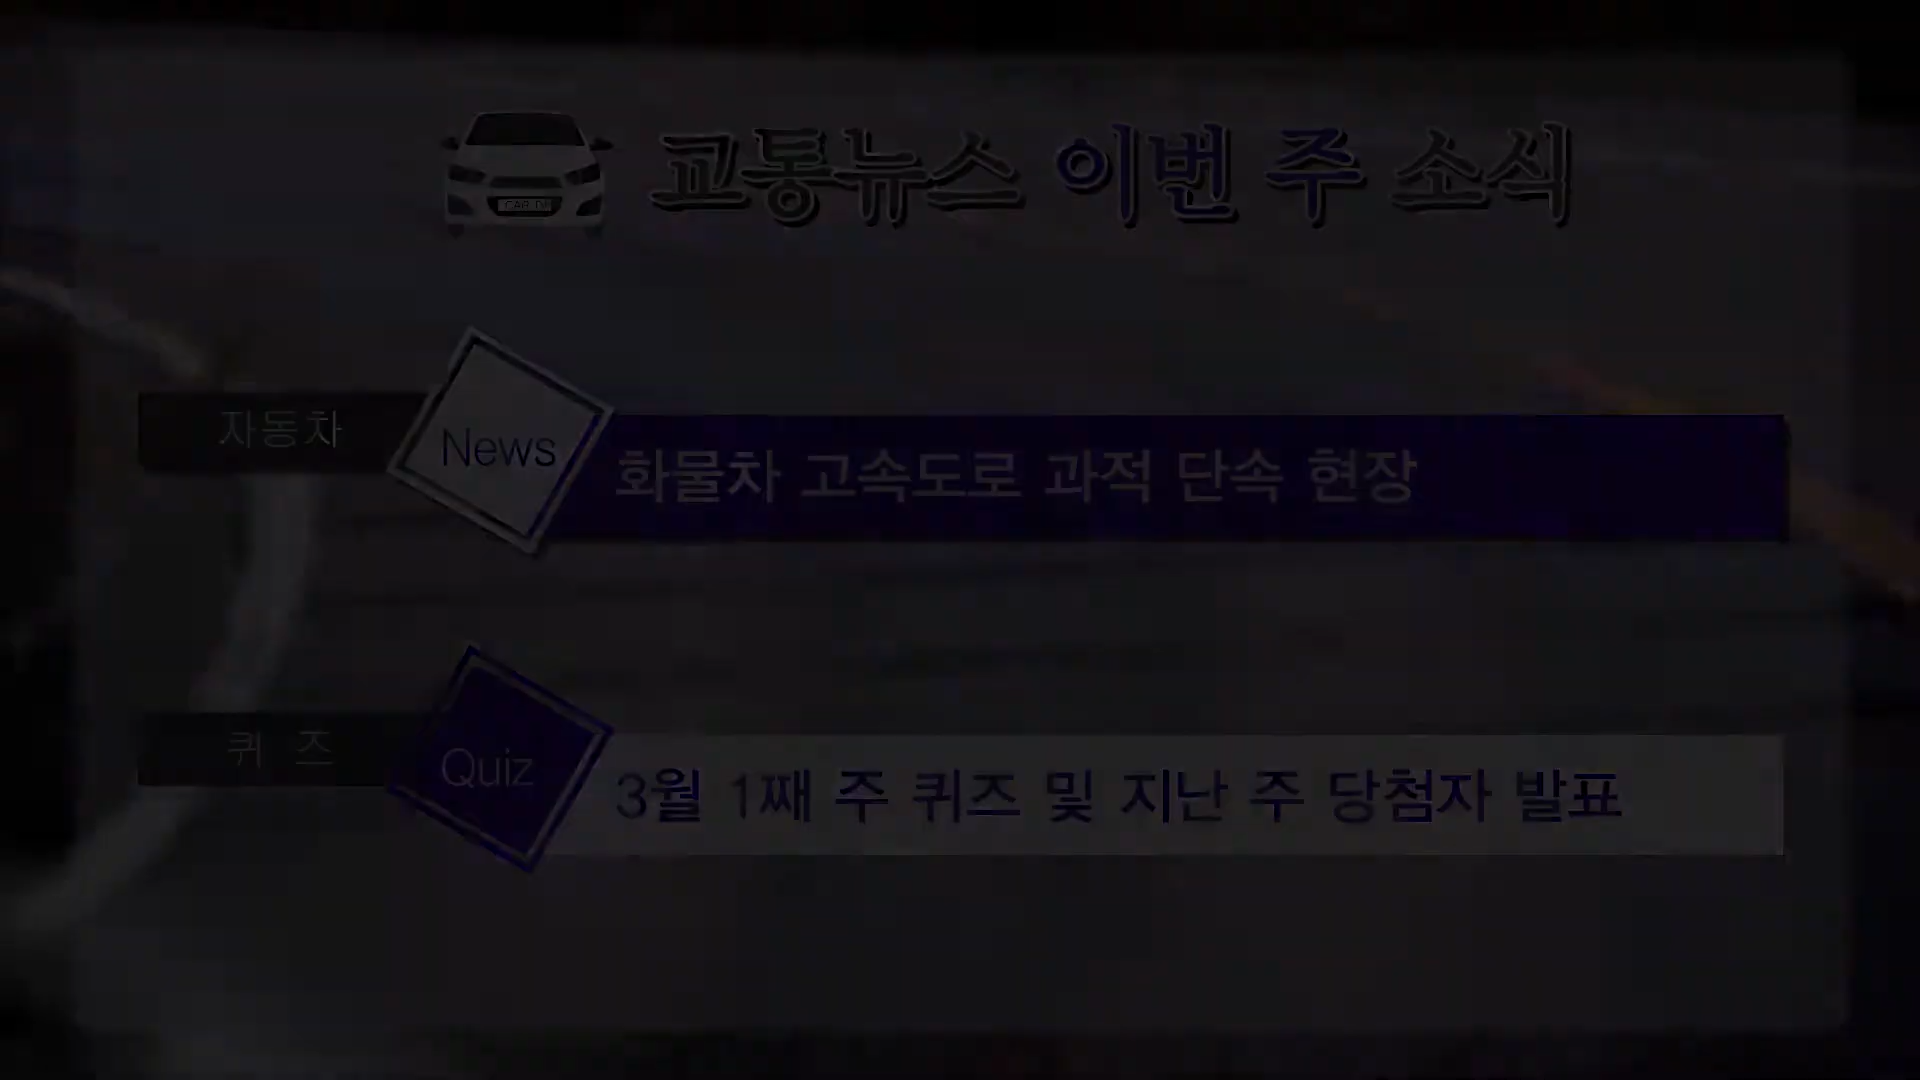 교통뉴스 이번 주 소식
자동차
News
화물차 고속도로 과적 단속 현장
퀴 즈
Quiz
3월 1째 주 퀴즈 및 지난 주 당첨자 발표